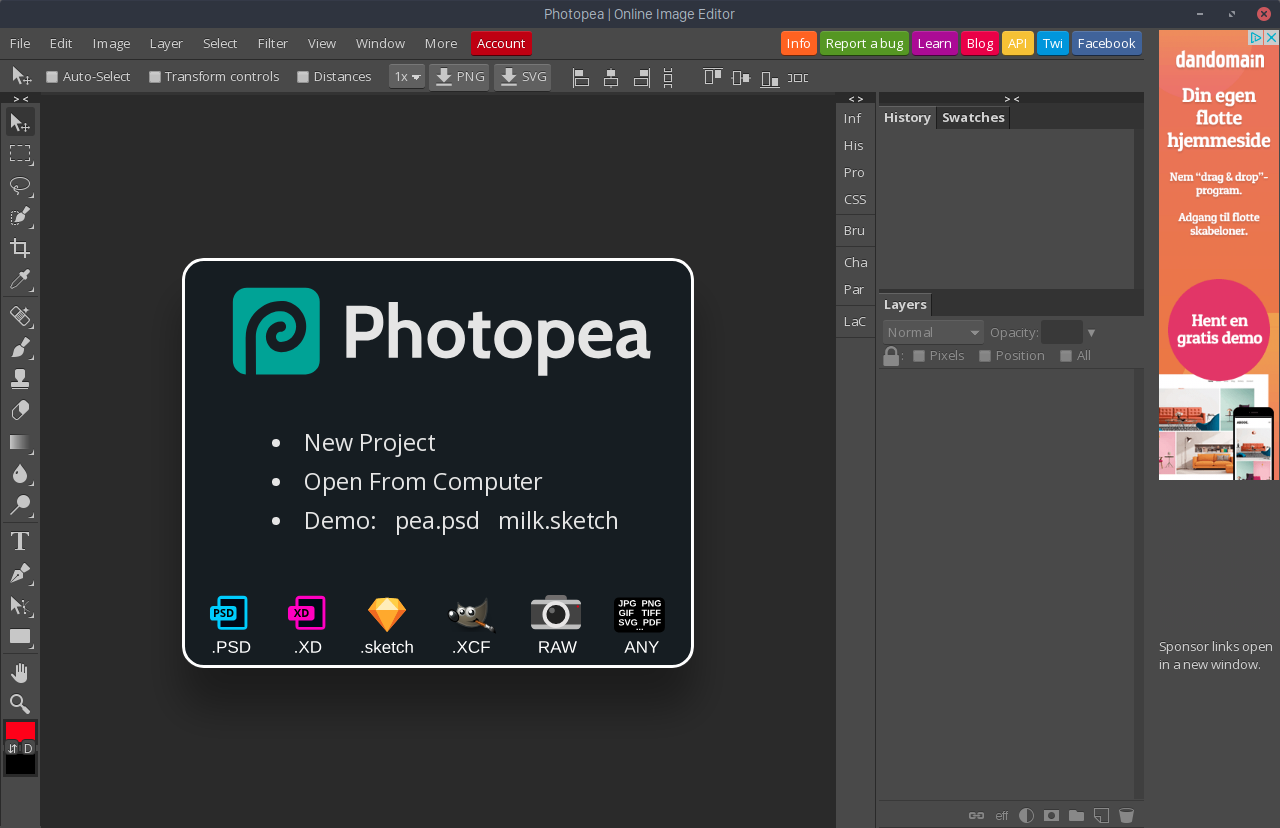 Photopea | Online Image Editor
File Edit Image Layer Select Filter View Window More Account
Info Report a bug Learn Blog API Twi Facebook
Auto-Select Transform controls Distances 1x PNG SVG
> <
< >
> <
Inf
His
Pro
CSS
Bru
Cha
Par
LaC
History Swatches
Layers
Normal Opacity:
: Pixels Position All
eff
T
D
Photopea
• New Project
• Open From Computer
• Demo: pea.psd milk.sketch
PSD
XD
JPG PNG
GIF TIFF
SVG PDF
...
.PSD .XD .sketch .XCF RAW ANY
dandomain
Din egen
flotte
hjemmeside
Nem “drag & drop”-
program.
Adgang til flotte
skabeloner.
Hent en
gratis demo
Sponsor links open
in a new window.